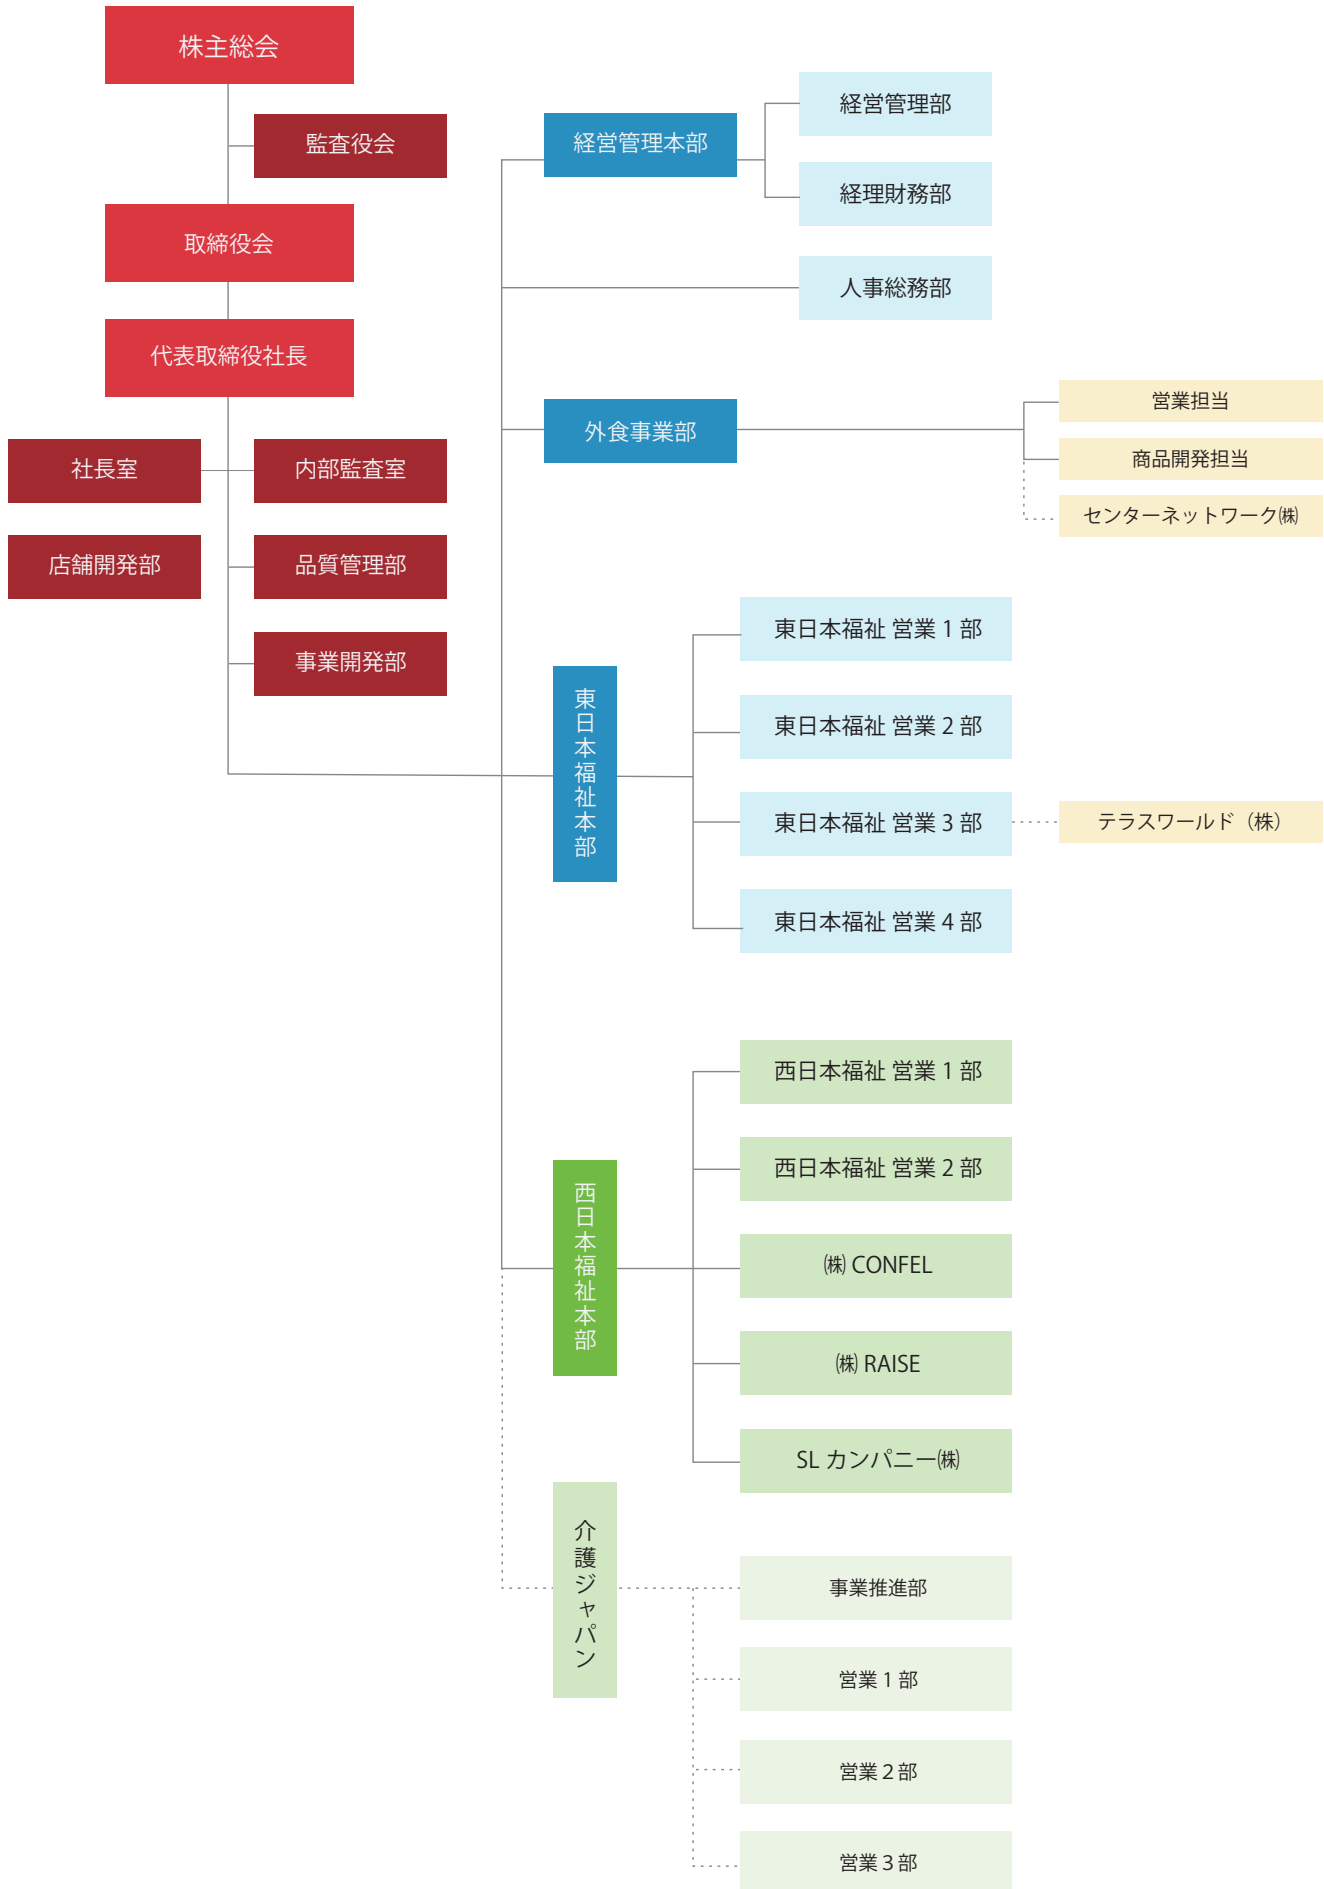 株主総会
監査役会
取締役会
代表取締役社長
社長室
内部監査室
店舗開発部
品質管理部
事業開発部
経営管理本部
経営管理部
経理財務部
人事総務部
外食事業部
営業担当
商品開発担当
センターネットワーク㈱
東日本福祉本部
東日本福祉 営業 1 部
東日本福祉 営業 2 部
東日本福祉 営業 3 部
テラスワールド（株）
東日本福祉 営業 4 部
西日本福祉本部
西日本福祉 営業 1 部
西日本福祉 営業 2 部
㈱ CONFEL
㈱ RAISE
SL カンパニー㈱
介護ジャパン
事業推進部
営業 1 部
営業 2 部
営業 3 部